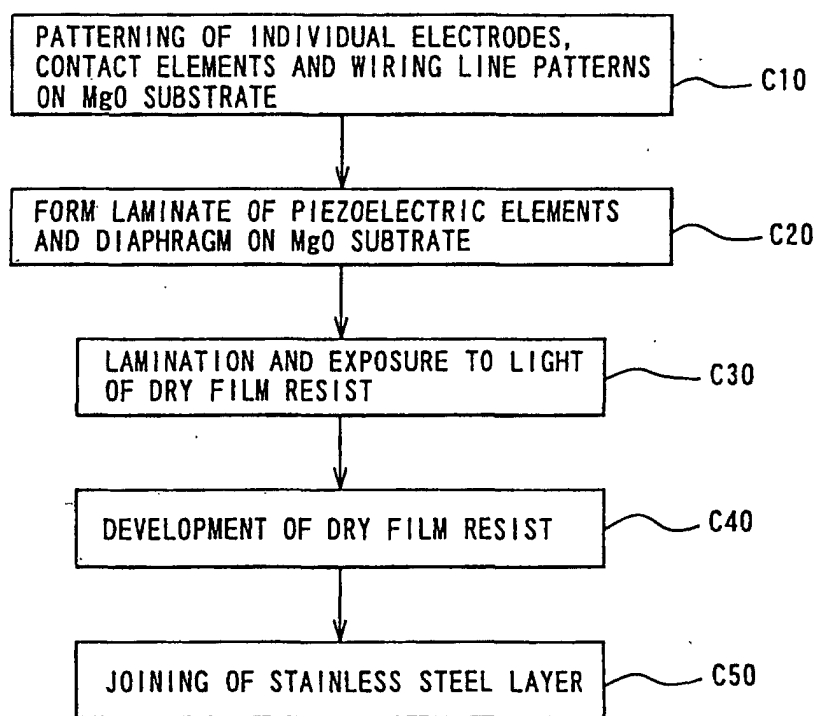 PATTERNING OF INDIVIDUAL ELECTRODES,
CONTACT ELEMENTS AND WIRING LINE PATTERNS
ON MgO SUBSTRATE
C10
FORM LAMINATE OF PIEZOELECTRIC ELEMENTS
AND DIAPHRAGM ON MgO SUBTRATE
C20
LAMINATION AND EXPOSURE TO LIGHT
OF DRY FILM RESIST
C30
DEVELOPMENT OF DRY FILM RESIST
C40
JOINING OF STAINLESS STEEL LAYER
C50